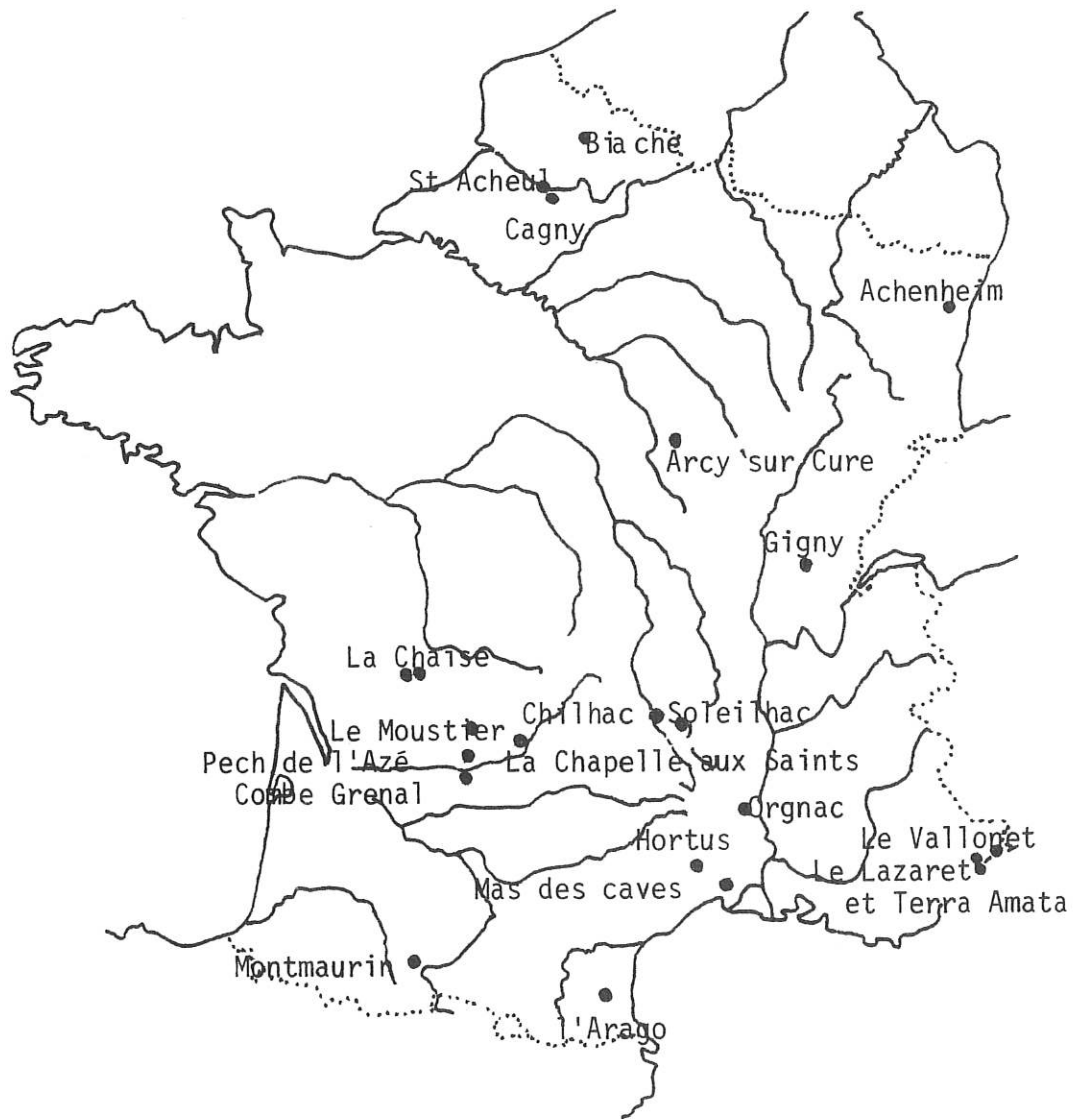 Biache
St Acheul
Cagny
Achenheim
Arcy sur Cure
Gigny
La Chaise
Chilhac
Soleilhac
Le Moustier
Pech de l'Azé
La Chapelle aux Saints
Combe Grenal
Orgnac
Hortus
Le Vallonet
Le Lazaret
Mas des caves
et Terra Amata
Montmaurin
l'Arago